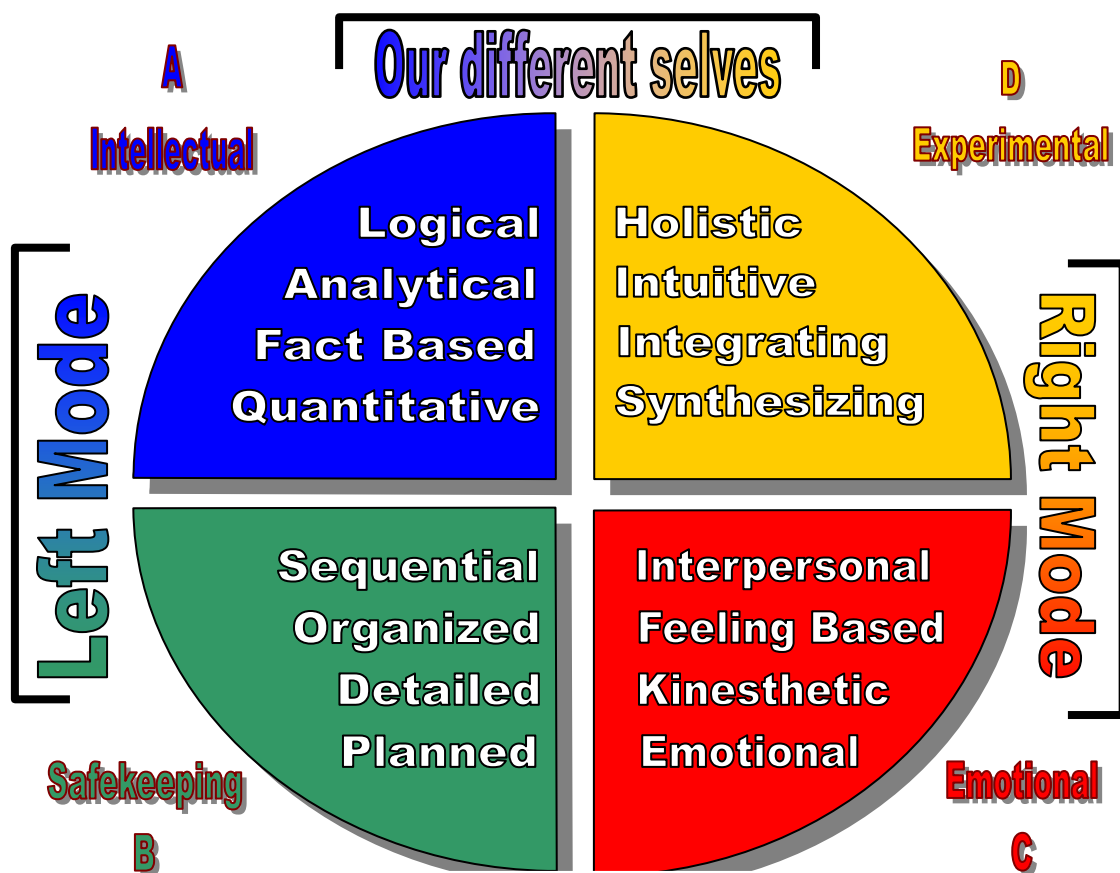 Our different selves
A
Intellectual
D
Experimental
Left Mode
Logical
Analytical
Fact Based
Quantitative
Holistic
Intuitive
Integrating
Synthesizing
Right Mode
Sequential
Organized
Detailed
Planned
Interpersonal
Feeling Based
Kinesthetic
Emotional
Safekeeping
B
Emotional
C